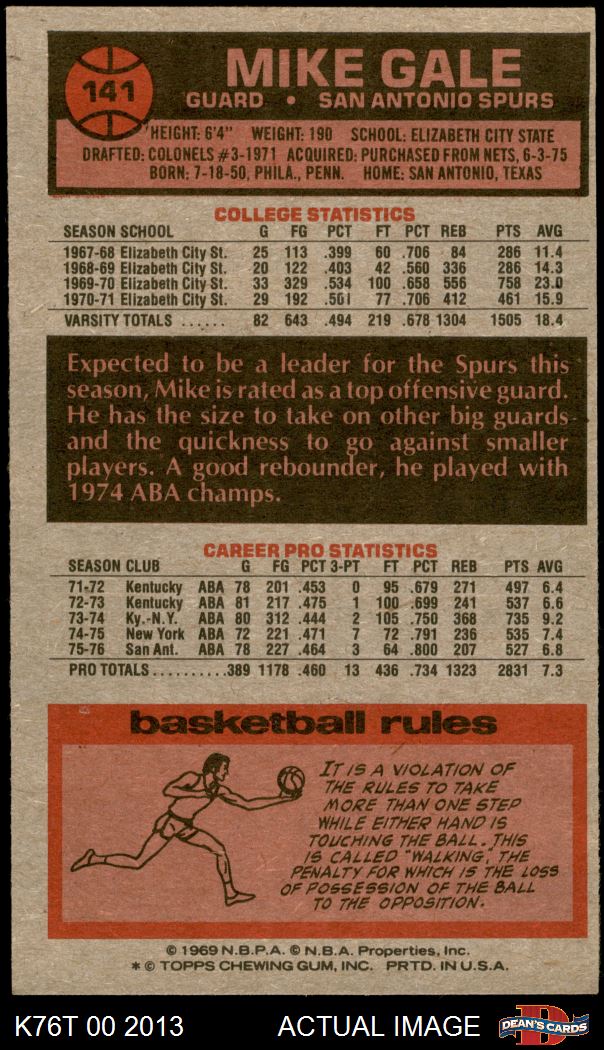 141
MIKE GALE
GUARD • SAN ANTONIO SPURS
HEIGHT: 6'4" WEIGHT: 190 SCHOOL: ELIZABETH CITY STATE
DRAFTED: COLONELS #3-1971 ACQUIRED: PURCHASED FROM NETS, 6-3-75
BORN: 7-18-50, PHILA., PENN. HOME: SAN ANTONIO, TEXAS
COLLEGE STATISTICS
SEASON SCHOOL G FG PCT FT PCT REB PTS AVG
1967-68 Elizabeth City St. 25 113 .399 60 .706 84 286 11.4
1968-69 Elizabeth City St. 20 122 .403 42 .560 336 286 14.3
1969-70 Elizabeth City St. 33 329 .534 100 .658 556 758 23.0
1970-71 Elizabeth City St. 29 192 .501 77 .706 412 461 15.9
VARSITY TOTALS ...... 82 643 .494 219 .678 1304 1505 18.4
Expected to be a leader for the Spurs this
season, Mike is rated as a top offensive guard.
He has the size to take on other big guards
and the quickness to go against smaller
players. A good rebounder, he played with
1974 ABA champs.
CAREER PRO STATISTICS
SEASON CLUB G FG PCT 3-PT FT PCT REB PTS AVG
71-72 Kentucky ABA 78 201 .453 0 95 .679 271 497 6.4
72-73 Kentucky ABA 81 217 .475 1 100 .699 241 537 6.6
73-74 Ky.-N.Y. ABA 80 312 .444 2 105 .750 368 735 9.2
74-75 New York ABA 72 221 .471 7 72 .791 236 535 7.4
75-76 San Ant. ABA 78 227 .464 3 64 .800 207 527 6.8
PRO TOTALS .......... 389 1178 .460 13 436 .734 1323 2831 7.3
basketball rules
IT IS A VIOLATION OF
THE RULES TO TAKE
MORE THAN ONE STEP
WHILE EITHER HAND IS
TOUCHING THE BALL. THIS
IS CALLED "WALKING", THE
PENALTY FOR WHICH IS THE LOSS
OF POSSESSION OF THE BALL
TO THE OPPOSITION.
© 1969 N.B.P.A. © N.B.A. Properties, Inc.
* © TOPPS CHEWING GUM, INC. PRTD. IN U.S.A.
K76T 00 2013 ACTUAL IMAGE
D
DEAN'S CARDS